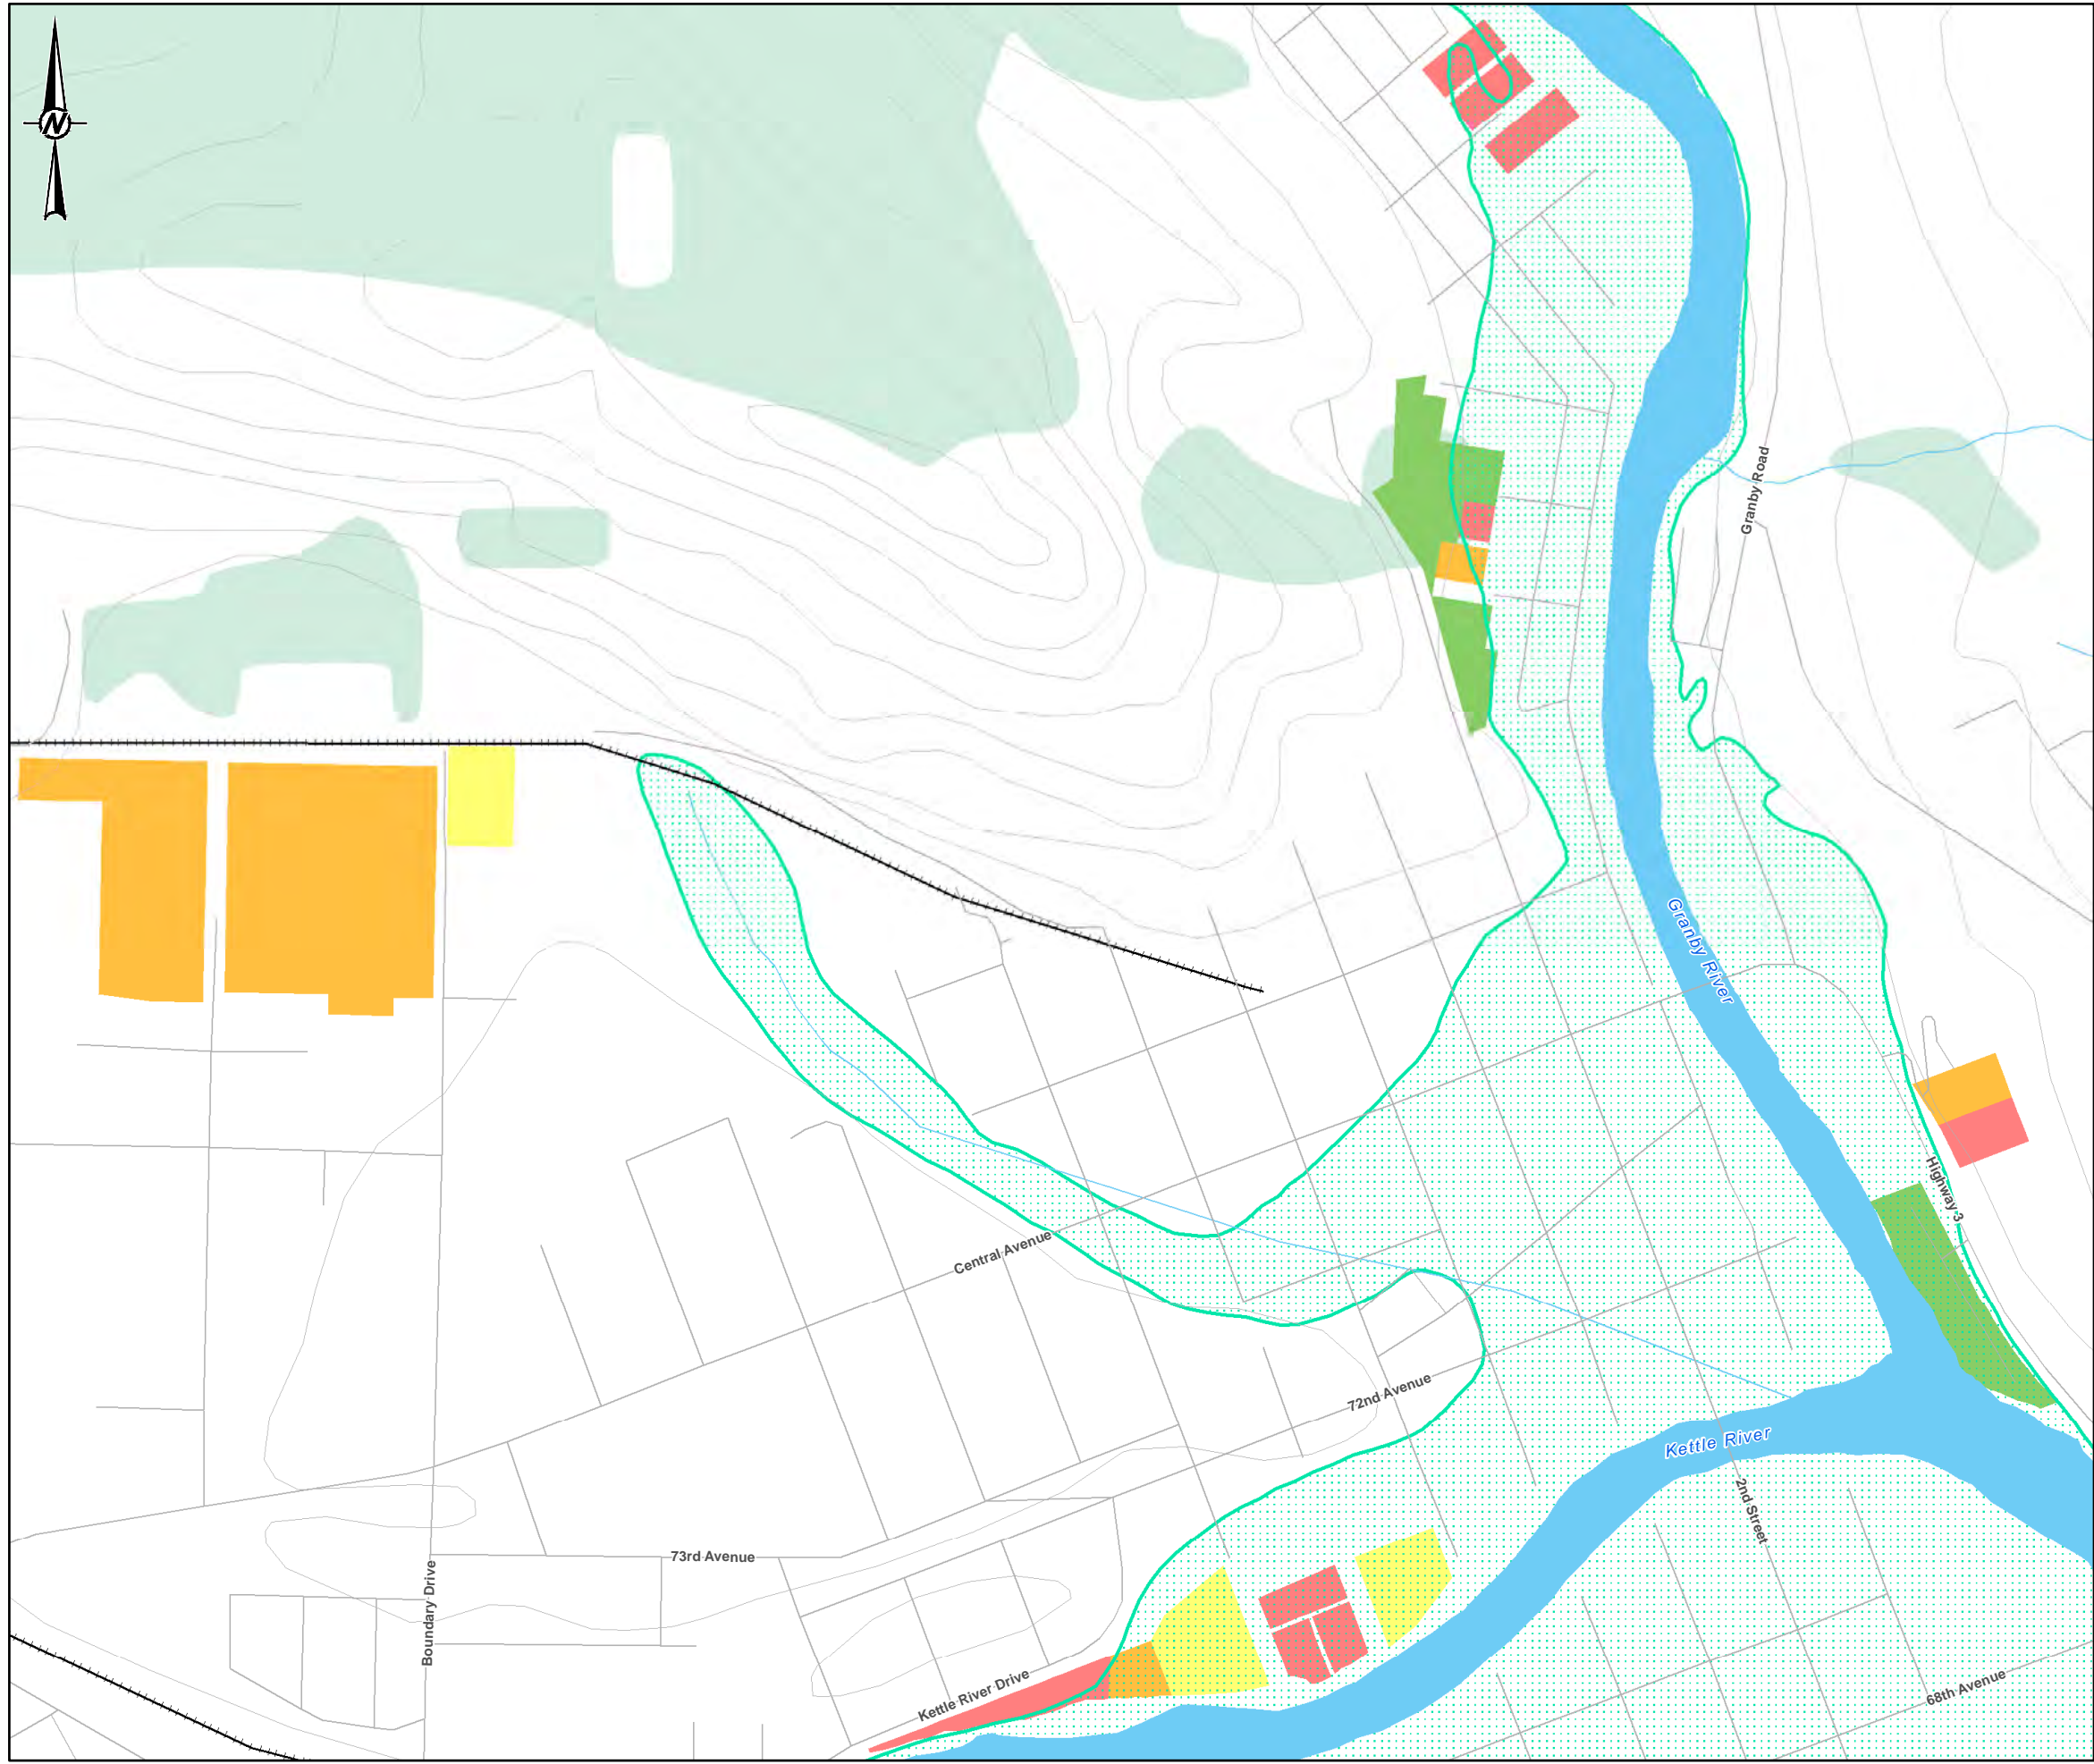 N
Granby Road
Granby River
Highway 3
Central Avenue
72nd Avenue
Kettle River
2nd Street
73rd Avenue
Boundary Drive
Kettle River Drive
68th Avenue